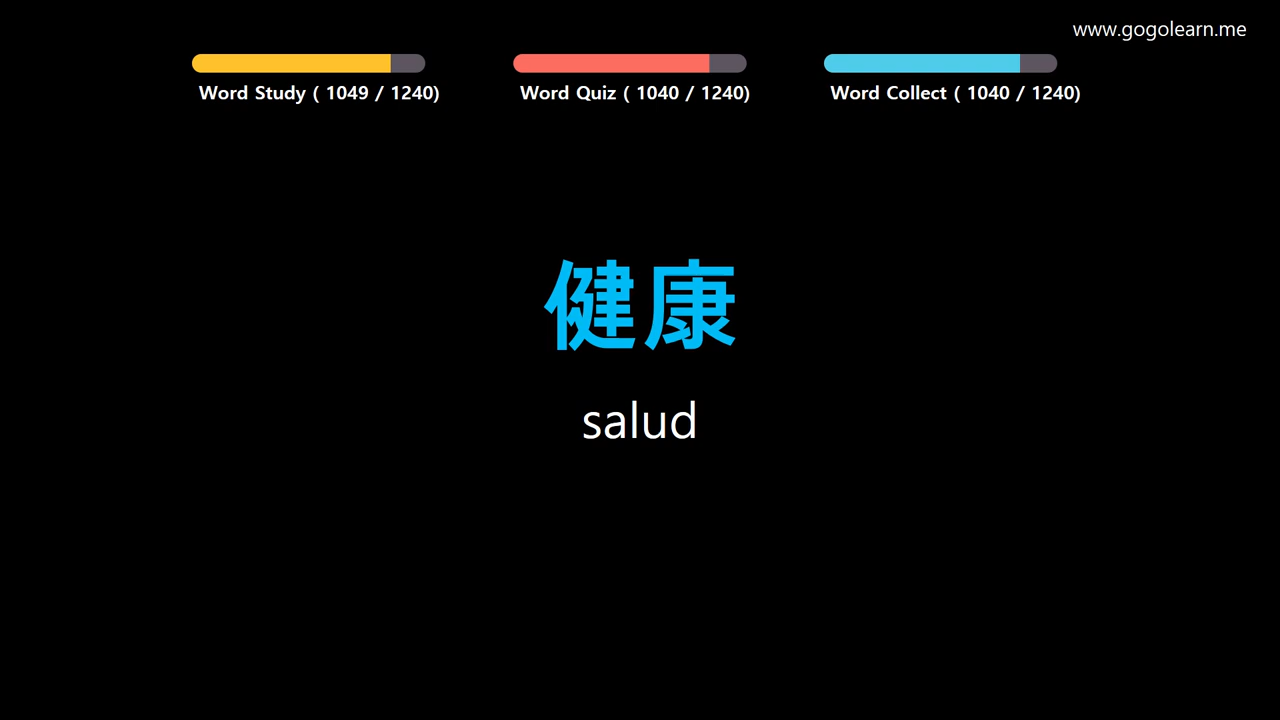 www.gogolearn.me
Word Study ( 1049 / 1240)
Word Quiz ( 1040 / 1240)
Word Collect ( 1040 / 1240)
健康
salud